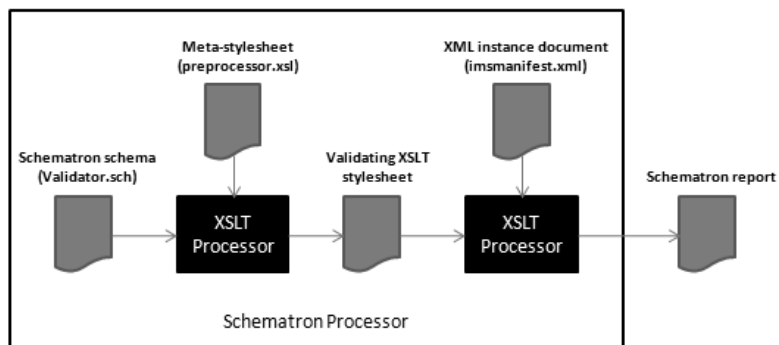 Meta-stylesheet
(preprocessor.xsl)
XML instance document
(imsmanifest.xml)
Schematron schema
(Validator.sch)
Validating XSLT
stylesheet
Schematron report
XSLT
Processor
XSLT
Processor
Schematron Processor